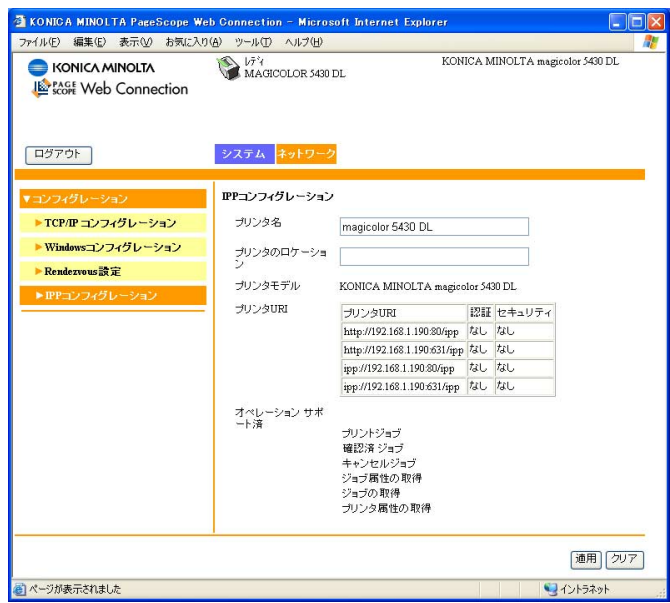 KONICA MINOLTA PageScope Web Connection - Microsoft Internet Explorer
ファイル(F) 編集(E) 表示(V) お気に入り(A) ツール(T) ヘルプ(H)
KONICA MINOLTA
PAGE SCOPE Web Connection
レディ
MAGICOLOR 5430 DL
KONICA MINOLTA magicolor 5430 DL
ログアウト
システム ネットワーク
▼コンフィグレーション
▶TCP/IP コンフィグレーション
▶Windowsコンフィグレーション
▶Rendezvous設定
▶IPPコンフィグレーション
IPPコンフィグレーション
プリンタ名 magicolor 5430 DL
プリンタのロケーショ
ン
プリンタモデル KONICA MINOLTA magicolor 5430 DL
プリンタURI
プリンタURI 認証 セキュリティ
http://192.168.1.190:80/ipp なし なし
http://192.168.1.190:631/ipp なし なし
ipp://192.168.1.190:80/ipp なし なし
ipp://192.168.1.190:631/ipp なし なし
オペレーション サポ
ート済
プリントジョブ
確認済 ジョブ
キャンセルジョブ
ジョブ属性の取得
ジョブの取得
プリンタ属性の取得
適用 クリア
ページが表示されました イントラネット